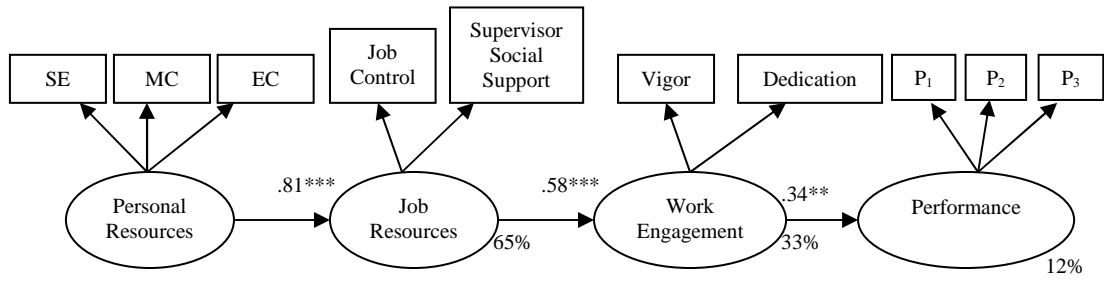 SE
MC
EC
Job
Control
Supervisor
Social
Support
Vigor
Dedication
P₁
P₂
P₃
.81***
.58***
.34**
Personal
Resources
Job
Resources
65%
Work
Engagement
33%
Performance
12%